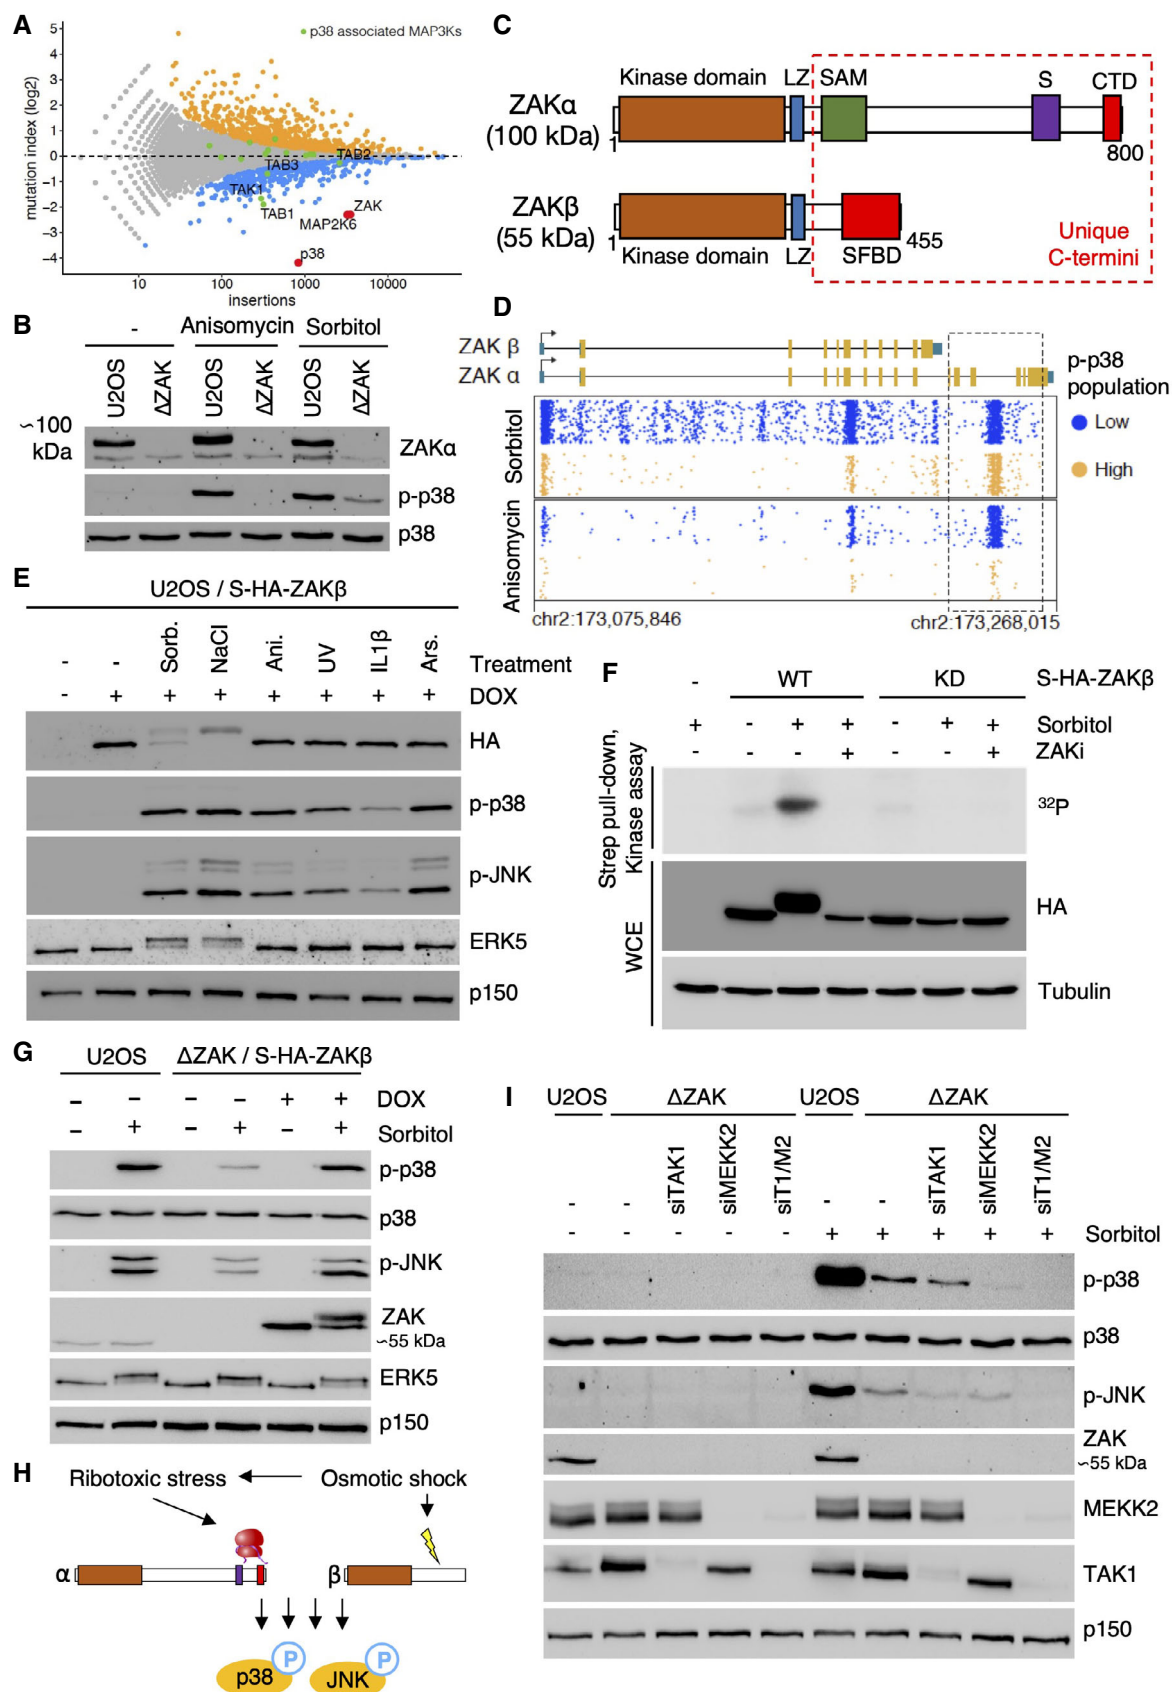 A
p38 associated MAP3Ks
mutation index (log2)
5
4
3
2
1
0
−1
−2
−3
−4
TAB2
TAB3
TAK1
TAB1
ZAK
MAP2K6
p38
10
100
1000
10000
insertions
B
-
Anisomycin
Sorbitol
U2OS
ΔZAK
U2OS
ΔZAK
U2OS
ΔZAK
~100
kDa
ZAKα
p-p38
p38
C
Kinase domain
LZ
SAM
S
CTD
ZAKα
(100 kDa)
1
800
ZAKβ
(55 kDa)
1
455
Kinase domain
LZ
SFBD
Unique
C-termini
D
ZAK β
ZAK α
p-p38
population
Low
High
Sorbitol
Anisomycin
chr2:173,075,846
chr2:173,268,015
E
U2OS / S-HA-ZAKβ
- - Sorb. NaCl Ani. UV IL1β Ars. Treatment
- + + + + + + + DOX
HA
p-p38
p-JNK
ERK5
p150
F
- WT KD S-HA-ZAKβ
+ - + + - + + Sorbitol
- - - + - - + ZAKi
Strep pull-down,
Kinase assay
32P
WCE
HA
Tubulin
G
U2OS ΔZAK / S-HA-ZAKβ
− − − − + + DOX
− + − + − + Sorbitol
p-p38
p38
p-JNK
ZAK
~55 kDa
ERK5
p150
H
Ribotoxic stress
Osmotic shock
α
β
p38
P
JNK
P
I
U2OS ΔZAK U2OS ΔZAK
- - siTAK1 siMEKK2 siT1/M2 - - siTAK1 siMEKK2 siT1/M2
- - - - - + + + + + Sorbitol
p-p38
p38
p-JNK
ZAK
~55 kDa
MEKK2
TAK1
p150